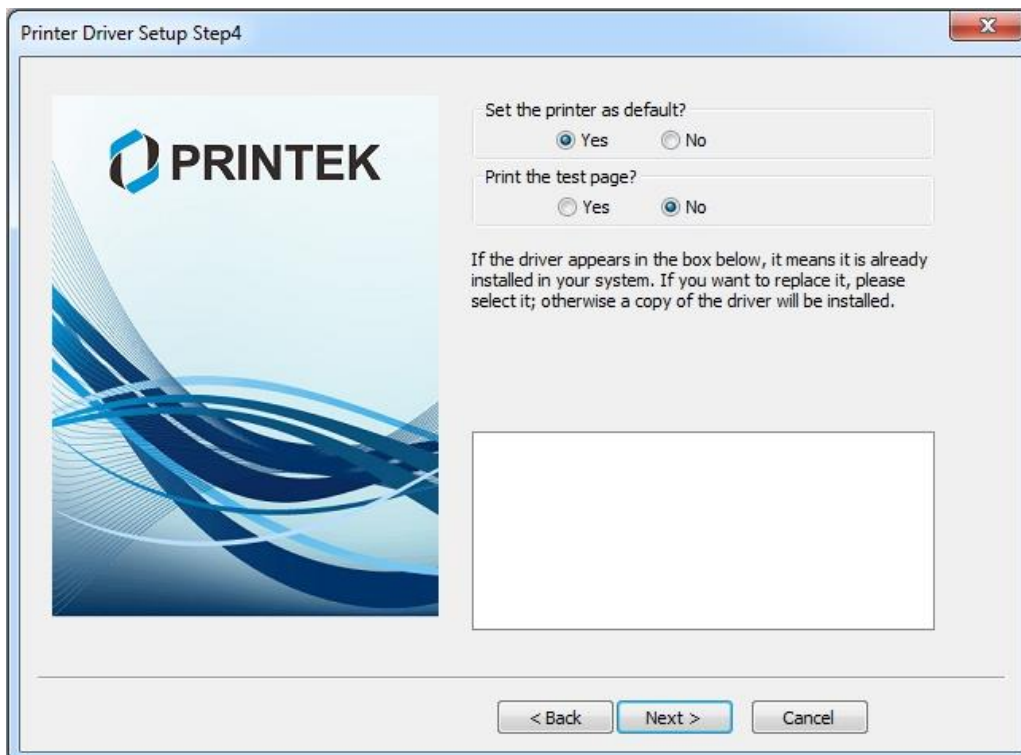 Printer Driver Setup Step4
PRINTEK
Set the printer as default?
Yes No
Print the test page?
Yes No
If the driver appears in the box below, it means it is already
installed in your system. If you want to replace it, please
select it; otherwise a copy of the driver will be installed.
< Back Next > Cancel